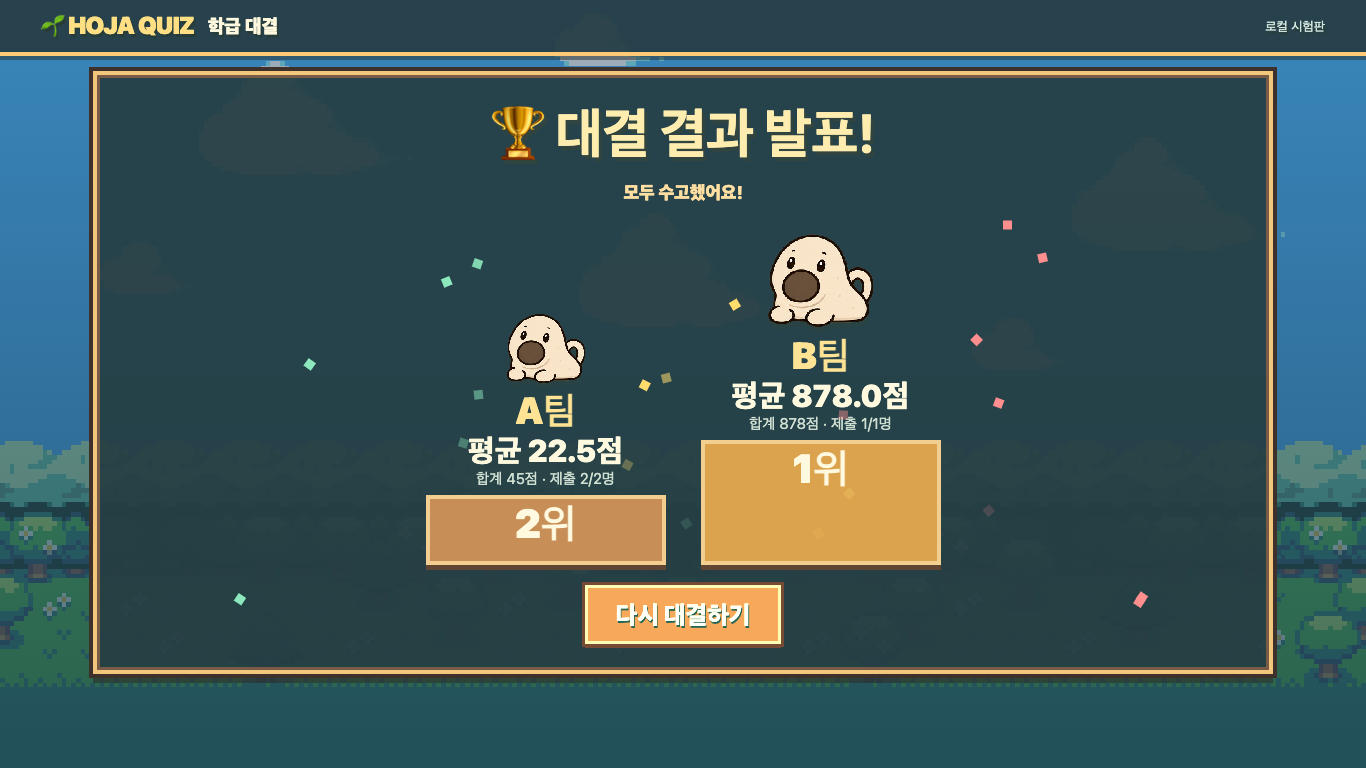 HOJA QUIZ 학급 대결
로컬 시험판
대결 결과 발표!
모두 수고했어요!
A팀
평균 22.5점
합계 45점 · 제출 2/2명
2위
B팀
평균 878.0점
합계 878점 · 제출 1/1명
1위
다시 대결하기